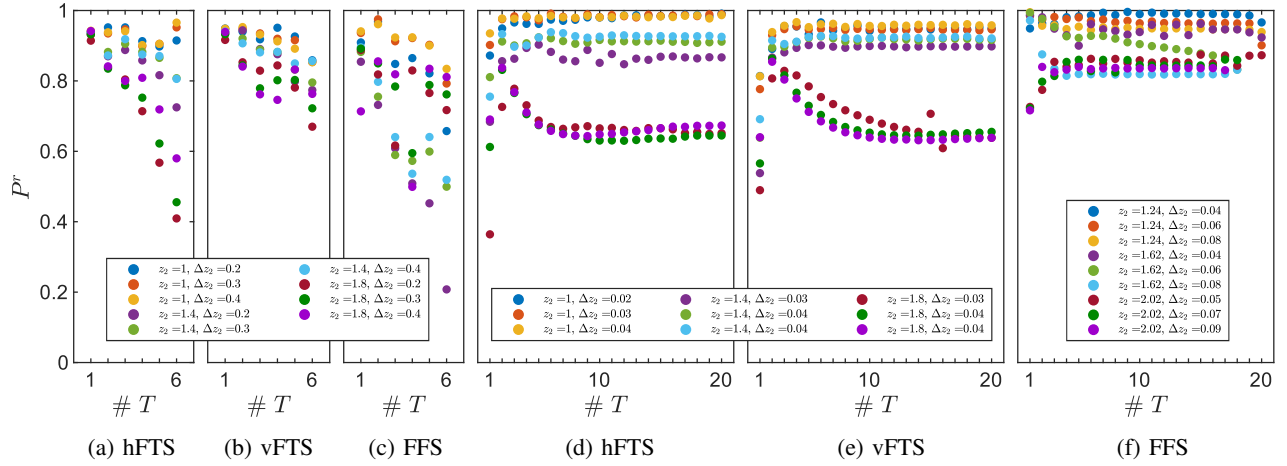 1
0.8
0.6
0.4
0.2
0
P^r
z₂ =1, Δz₂ =0.2
z₂ =1, Δz₂ =0.3
z₂ =1, Δz₂ =0.4
z₂ =1.4, Δz₂ =0.2
z₂ =1.4, Δz₂ =0.3
z₂ =1.4, Δz₂ =0.4
z₂ =1.8, Δz₂ =0.2
z₂ =1.8, Δz₂ =0.3
z₂ =1.8, Δz₂ =0.4
z₂ =1, Δz₂ =0.02
z₂ =1, Δz₂ =0.03
z₂ =1, Δz₂ =0.04
z₂ =1.4, Δz₂ =0.03
z₂ =1.4, Δz₂ =0.04
z₂ =1.4, Δz₂ =0.04
z₂ =1.8, Δz₂ =0.03
z₂ =1.8, Δz₂ =0.04
z₂ =1.8, Δz₂ =0.04
z₂ =1.24, Δz₂ =0.04
z₂ =1.24, Δz₂ =0.06
z₂ =1.24, Δz₂ =0.08
z₂ =1.62, Δz₂ =0.04
z₂ =1.62, Δz₂ =0.06
z₂ =1.62, Δz₂ =0.08
z₂ =2.02, Δz₂ =0.05
z₂ =2.02, Δz₂ =0.07
z₂ =2.02, Δz₂ =0.09
1 6 1 6 1 6 1 10 20 1 10 20 1 10 20
# T # T # T # T # T # T
(a) hFTS (b) vFTS (c) FFS (d) hFTS (e) vFTS (f) FFS